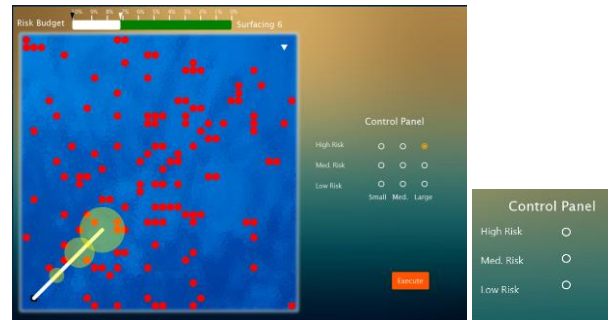 Risk Budget
Surfacing 6
Control Panel
High Risk
Med. Risk
Low Risk
Small Med. Large
Execute
Control Panel
High Risk
Med. Risk
Low Risk